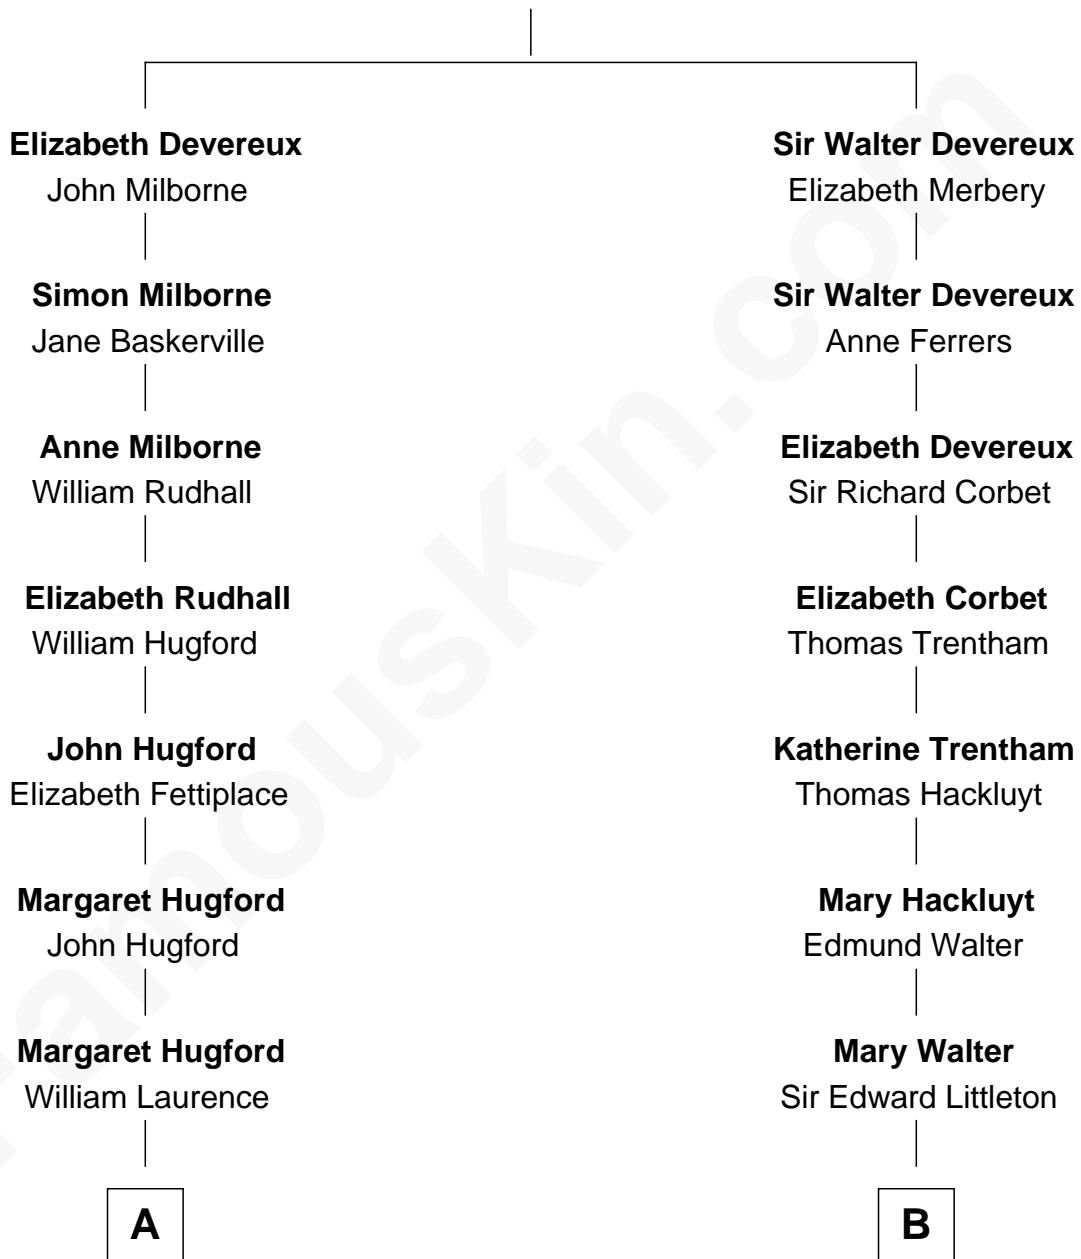 Elizabeth Devereux
John Milborne
Simon Milborne
Jane Baskerville
Anne Milborne
William Rudhall
Elizabeth Rudhall
William Hugford
John Hugford
Elizabeth Fettiplace
Margaret Hugford
John Hugford
Margaret Hugford
William Laurence
A
Sir Walter Devereux
Elizabeth Merbery
Sir Walter Devereux
Anne Ferrers
Elizabeth Devereux
Sir Richard Corbet
Elizabeth Corbet
Thomas Trentham
Katherine Trentham
Thomas Hackluyt
Mary Hackluyt
Edmund Walter
Mary Walter
Sir Edward Littleton
B
FamousKin.com